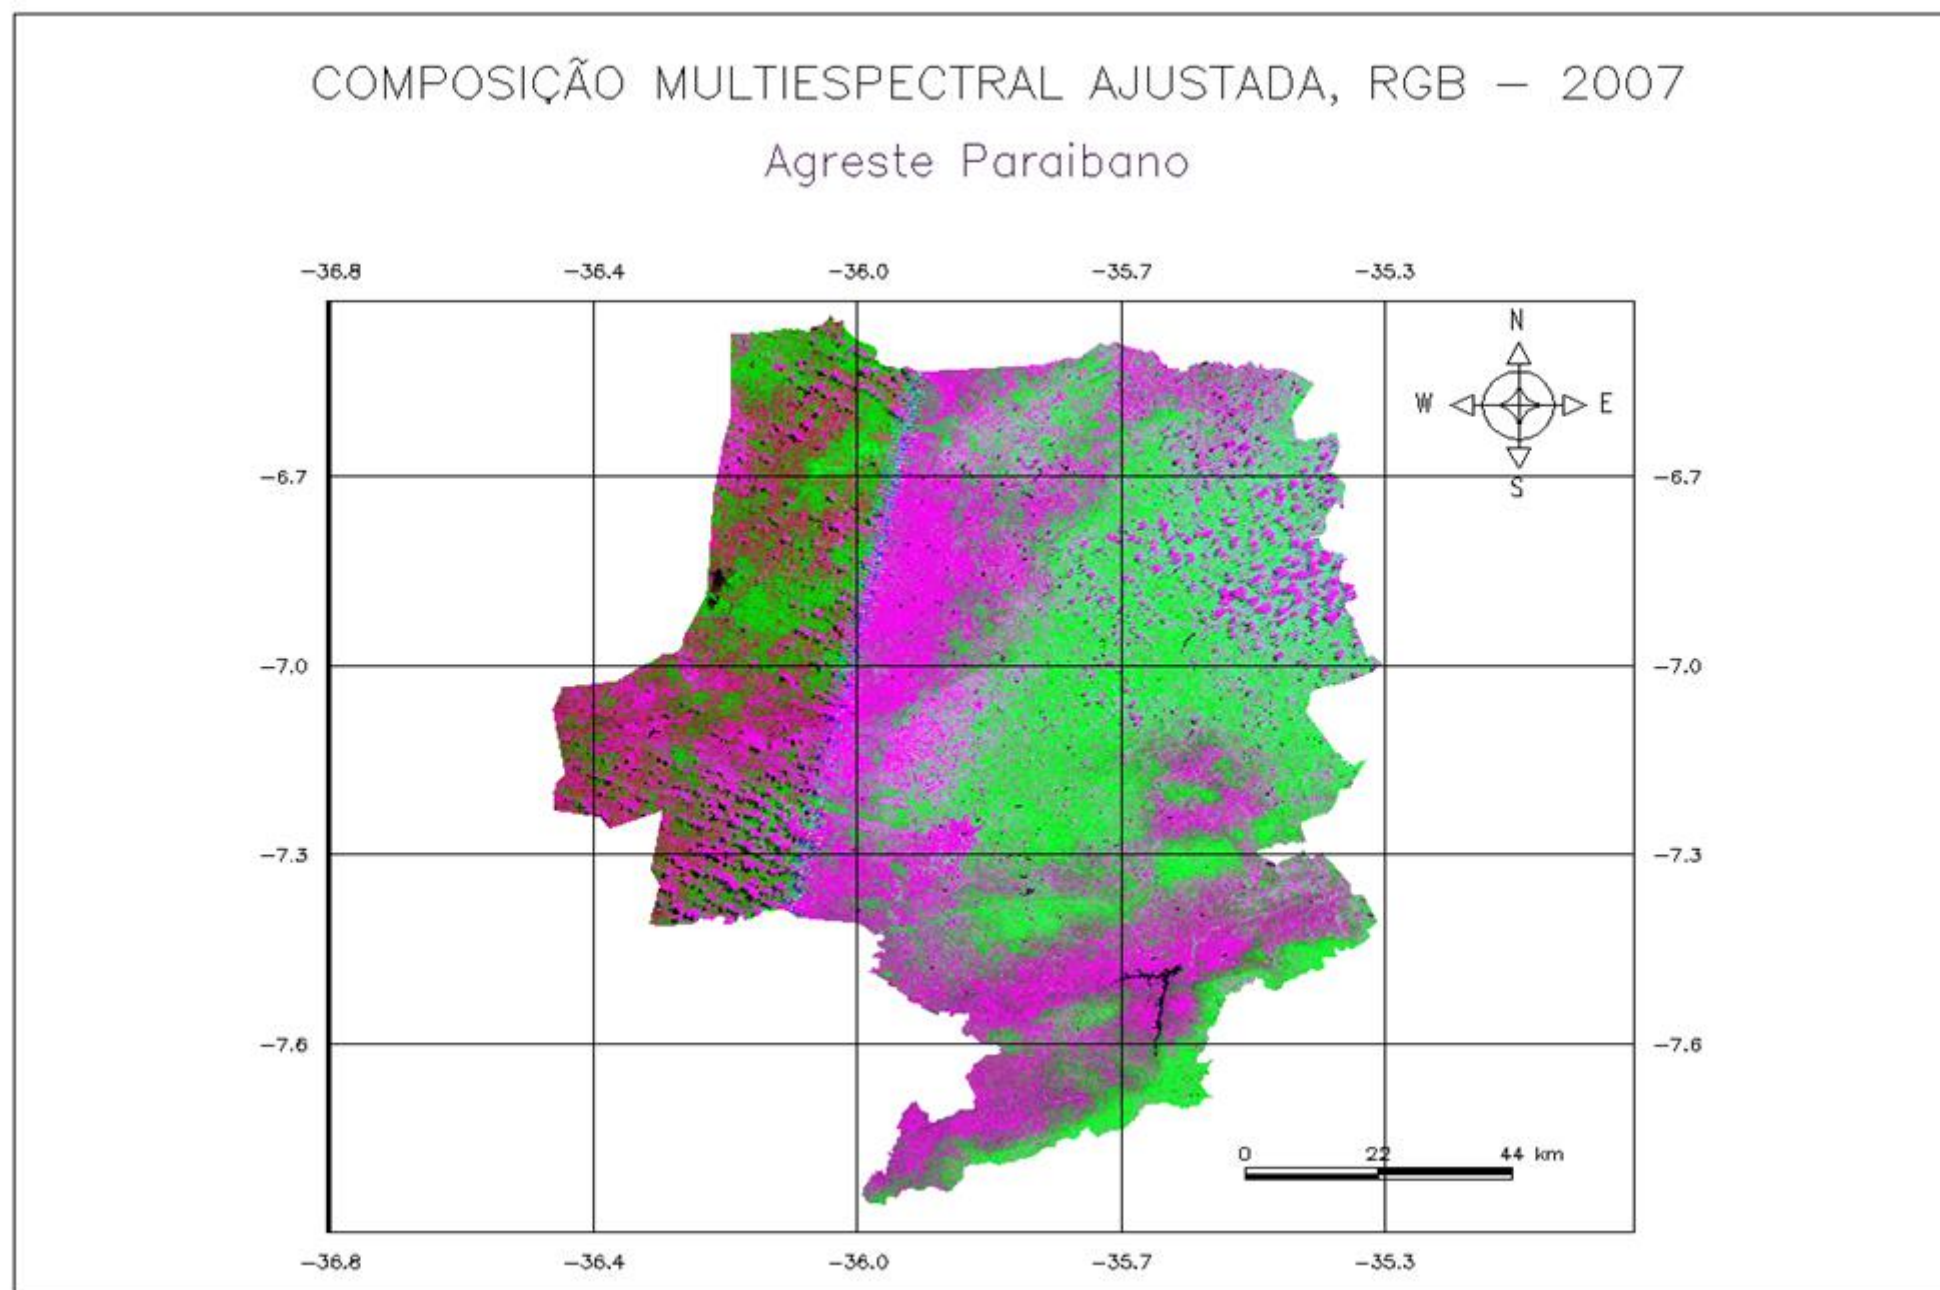 COMPOSIÇÃO MULTIESPECTRAL AJUSTADA, RGB – 2007
Agreste Paraibano
-36.8 -36.4 -36.0 -35.7 -35.3
N
W E
S
-6.7 -6.7
-7.0 -7.0
-7.3 -7.3
-7.6 -7.6
0 22 44 km
-36.8 -36.4 -36.0 -35.7 -35.3